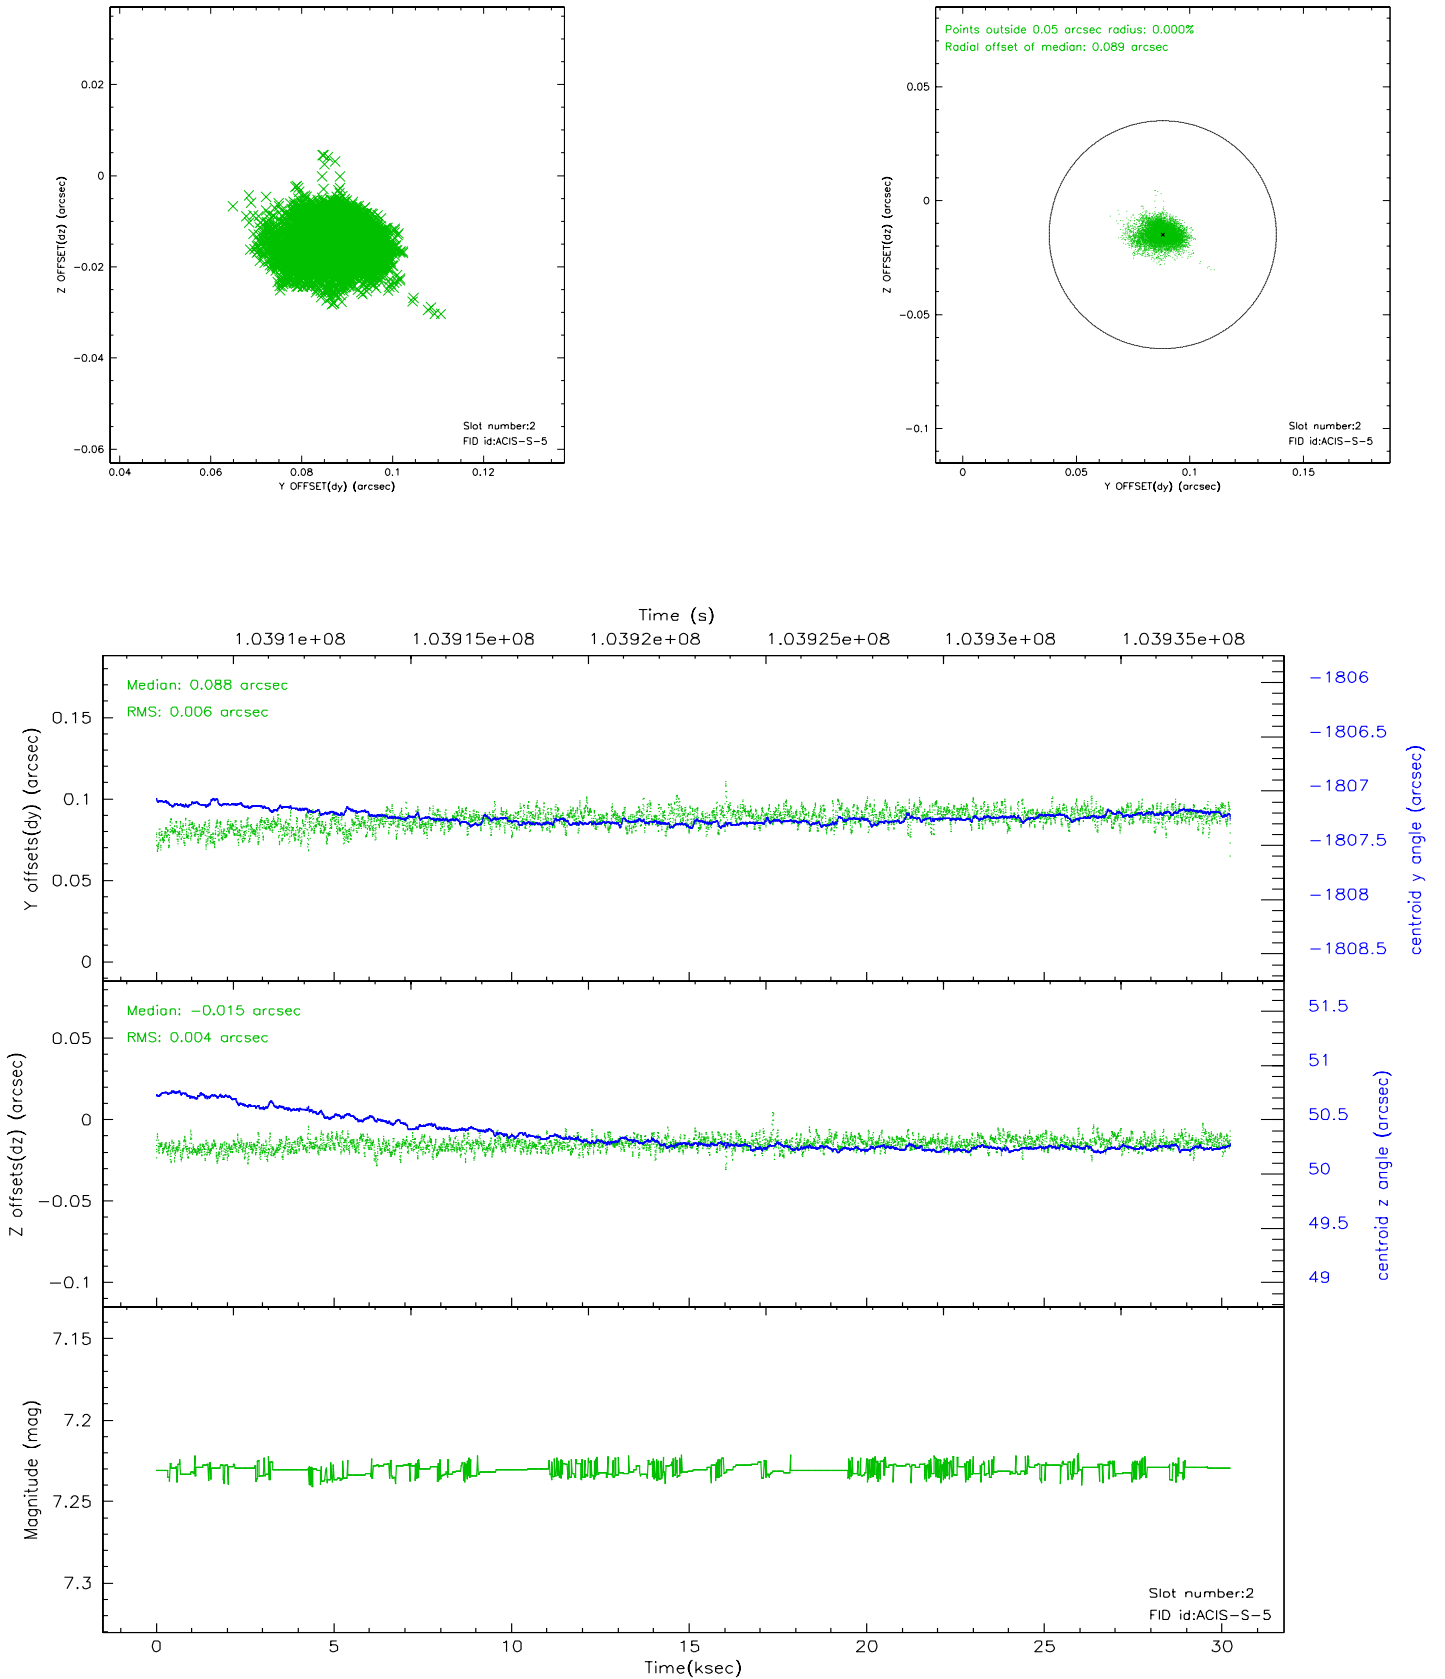 0.02
0
-0.02
-0.04
-0.06
Z OFFSET(dz) (arcsec)
0.04
0.06
0.08
0.1
0.12
Y OFFSET(dy) (arcsec)
Slot number:2
FID id:ACIS-S-5
Points outside 0.05 arcsec radius: 0.000%
Radial offset of median: 0.089 arcsec
0.05
0
-0.05
-0.1
Z OFFSET(dz) (arcsec)
0
0.05
0.1
0.15
Y OFFSET(dy) (arcsec)
Slot number:2
FID id:ACIS-S-5
Time (s)
1.0391e+08
1.03915e+08
1.0392e+08
1.03925e+08
1.0393e+08
1.03935e+08
Median: 0.088 arcsec
RMS: 0.006 arcsec
0.15
0.1
0.05
0
Y offsets(dy) (arcsec)
-1806
-1806.5
-1807
-1807.5
-1808
-1808.5
centroid y angle (arcsec)
Median: -0.015 arcsec
RMS: 0.004 arcsec
0.05
0
-0.05
-0.1
Z offsets(dz) (arcsec)
51.5
51
50.5
50
49.5
49
centroid z angle (arcsec)
7.15
7.2
7.25
7.3
Magnitude (mag)
Slot number:2
FID id:ACIS-S-5
0
5
10
15
20
25
30
Time(ksec)